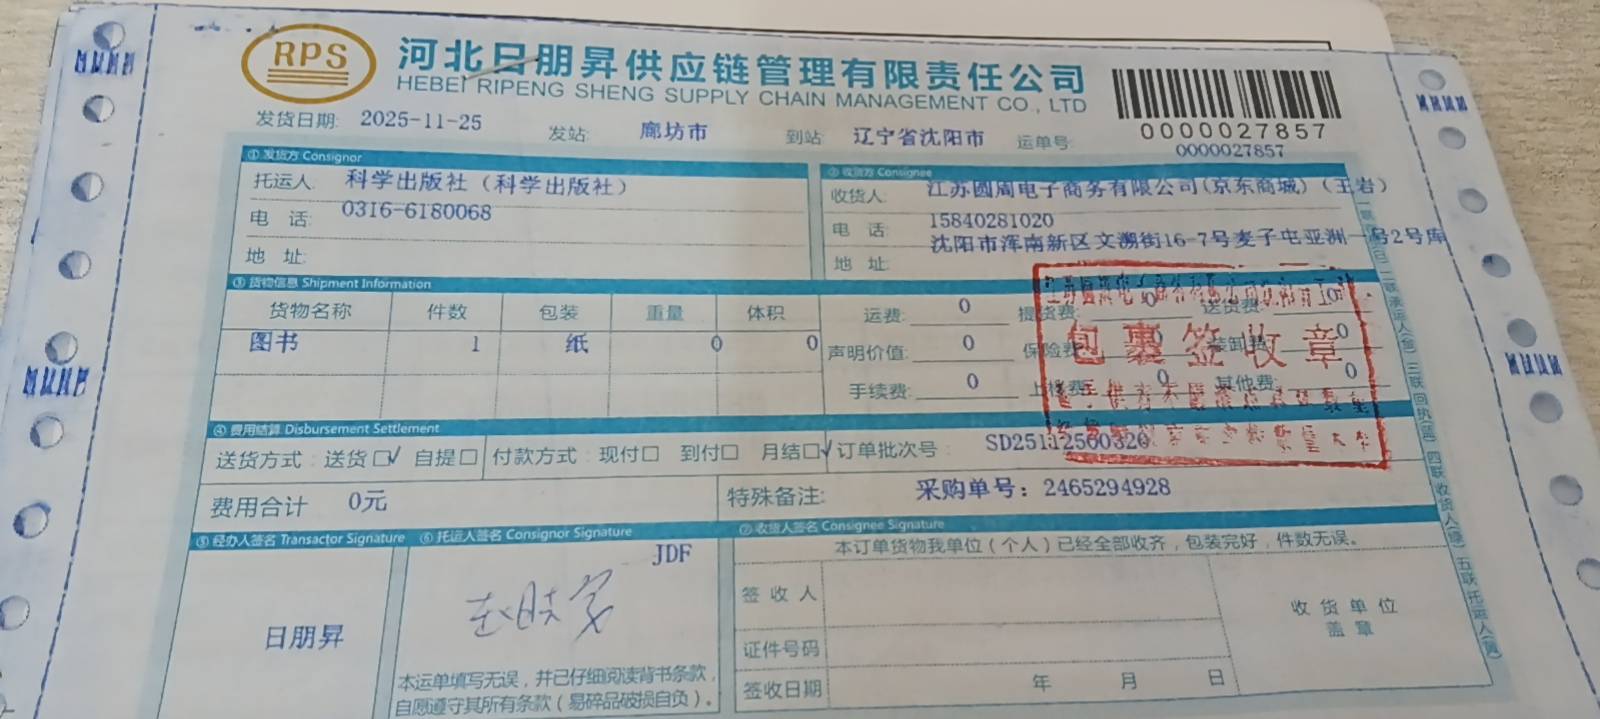 RPS
河北日朋昇供应链管理有限责任公司
HEBEI RIPENG SHENG SUPPLY CHAIN MANAGEMENT CO., LTD
0000027857
发货日期: 2025-11-25 发站: 廊坊市 到站: 辽宁省沈阳市 运单号: 0000027857
① 发货方 Consignor
② 收货方 Consignee
托运人: 科学出版社（科学出版社）
收货人: 江苏圆周电子商务有限公司(京东商城)（王岩）
电 话: 0316-6180068
电 话: 15840281020
地 址:
地 址: 沈阳市浑南新区文溯街16-7号麦子屯亚洲一号2号库
③ 货物信息 Shipment Information
货物名称 件数 包装 重量 体积
图书 1 纸 0 0
运费: 0 提货费: 0 送货费: 0
声明价值: 0 保险费: 0 装卸费: 0
手续费: 0 上楼费: 0 其他费: 0
包裹签收章
④ 费用结算 Disbursement Settlement
送货方式: 送货□√ 自提□ 付款方式: 现付□ 到付□ 月结□√ 订单批次号: SD25112560320
费用合计 0元 特殊备注: 采购单号: 2465294928
⑤ 经办人签名 Transactor Signature
⑥ 托运人签名 Consignor Signature
⑦ 收货人签名 Consignee Signature
日朋昇
JDF
本运单填写无误，并已仔细阅读背书条款，
自愿遵守其所有条款（易碎品破损自负）。
本订单货物我单位（个人）已经全部收齐，包装完好，件数无误。
签 收 人
证件号码
签收日期 年 月 日
收 货 单 位
盖 章